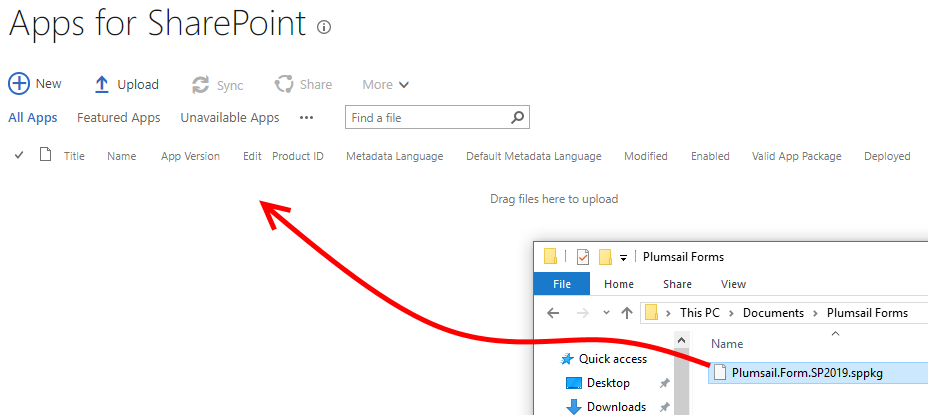 Apps for SharePoint
New Upload Sync Share More
All Apps Featured Apps Unavailable Apps ••• Find a file
Title Name App Version Edit Product ID Metadata Language Default Metadata Language Modified Enabled Valid App Package Deployed
Drag files here to upload
Plumsail Forms
File Home Share View
This PC Documents Plumsail Forms
Name
Quick access
Plumsail.Form.SP2019.sppkg
Desktop
Downloads